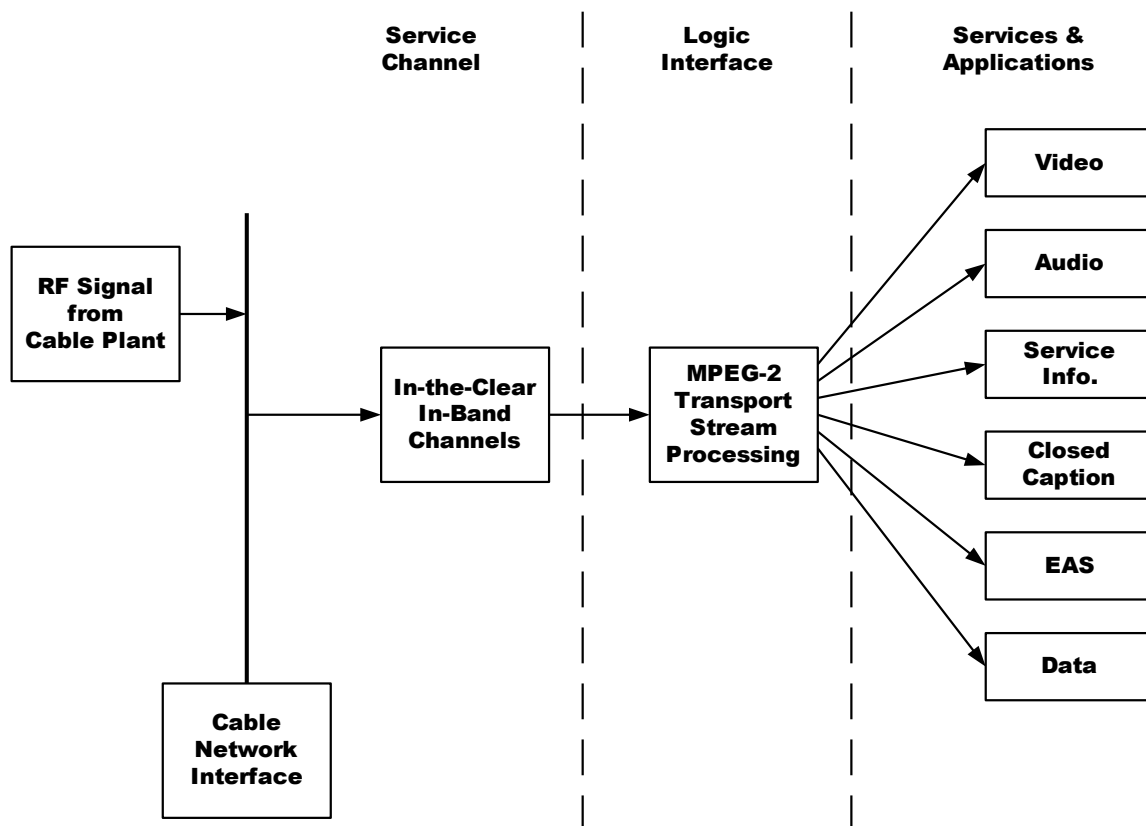 Service
Channel
Logic
Interface
Services &
Applications
RF Signal
from
Cable Plant
Cable
Network
Interface
In-the-Clear
In-Band
Channels
MPEG-2
Transport
Stream
Processing
Video
Audio
Service
Info.
Closed
Caption
EAS
Data